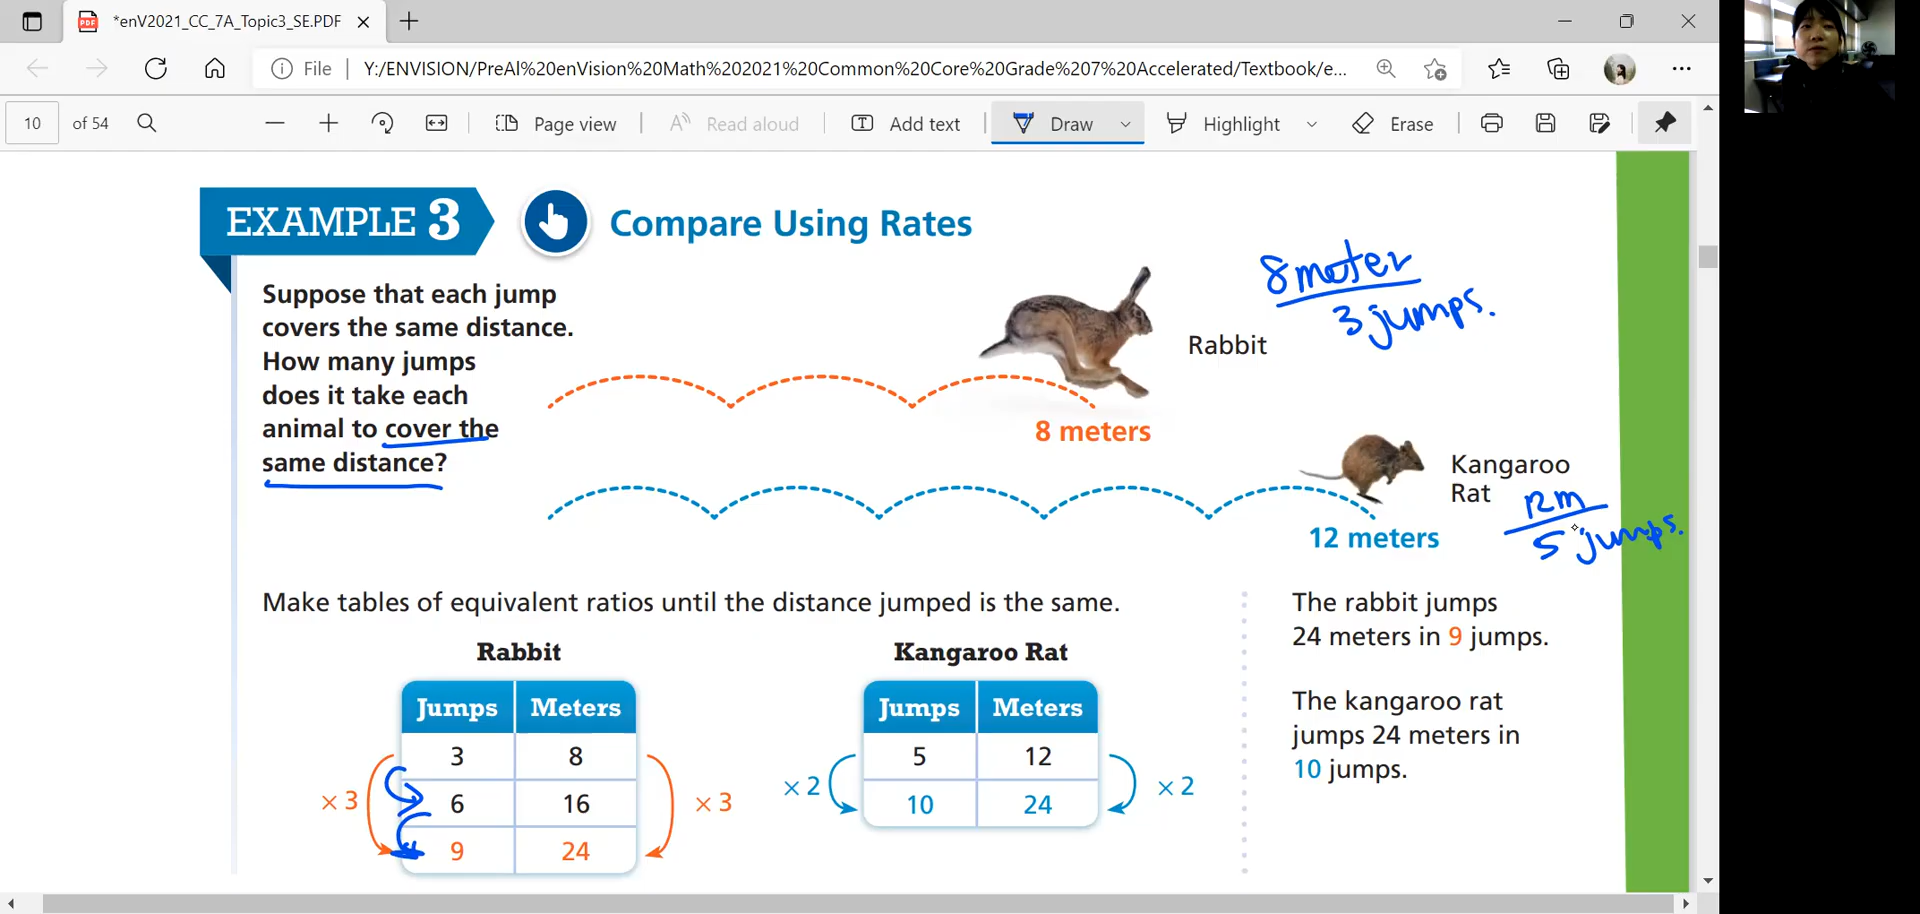 *enV2021_CC_7A_Topic3_SE.PDF
File
Y:/ENVISION/PreAl%20enVision%20Math%202021%20Common%20Core%20Grade%207%20Accelerated/Textbook/e...
10 of 54
Page view
Read aloud
Add text
Draw
Highlight
Erase
EXAMPLE 3
Compare Using Rates
Suppose that each jump
covers the same distance.
How many jumps
does it take each
animal to cover the
same distance?
8 meter
3 jumps.
Rabbit
8 meters
Kangaroo
Rat
12 m
5 jumps.
12 meters
Make tables of equivalent ratios until the distance jumped is the same.
Rabbit
Jumps Meters
3 8
6 16
9 24
× 3
× 3
Kangaroo Rat
Jumps Meters
5 12
10 24
× 2
× 2
The rabbit jumps
24 meters in 9 jumps.
The kangaroo rat
jumps 24 meters in
10 jumps.